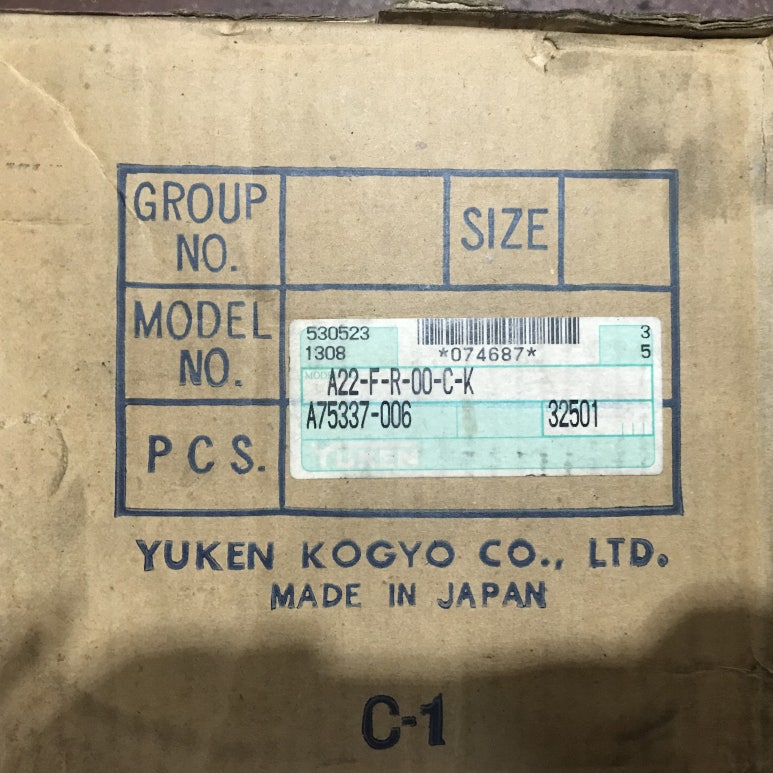 GROUP
NO.
SIZE
MODEL
NO.
530523
3
1308
*074687*
5
A22-F-R-00-C-K
A75337-006
32501
YUKEN
P C S.
YUKEN KOGYO CO., LTD.
MADE IN JAPAN
C-1